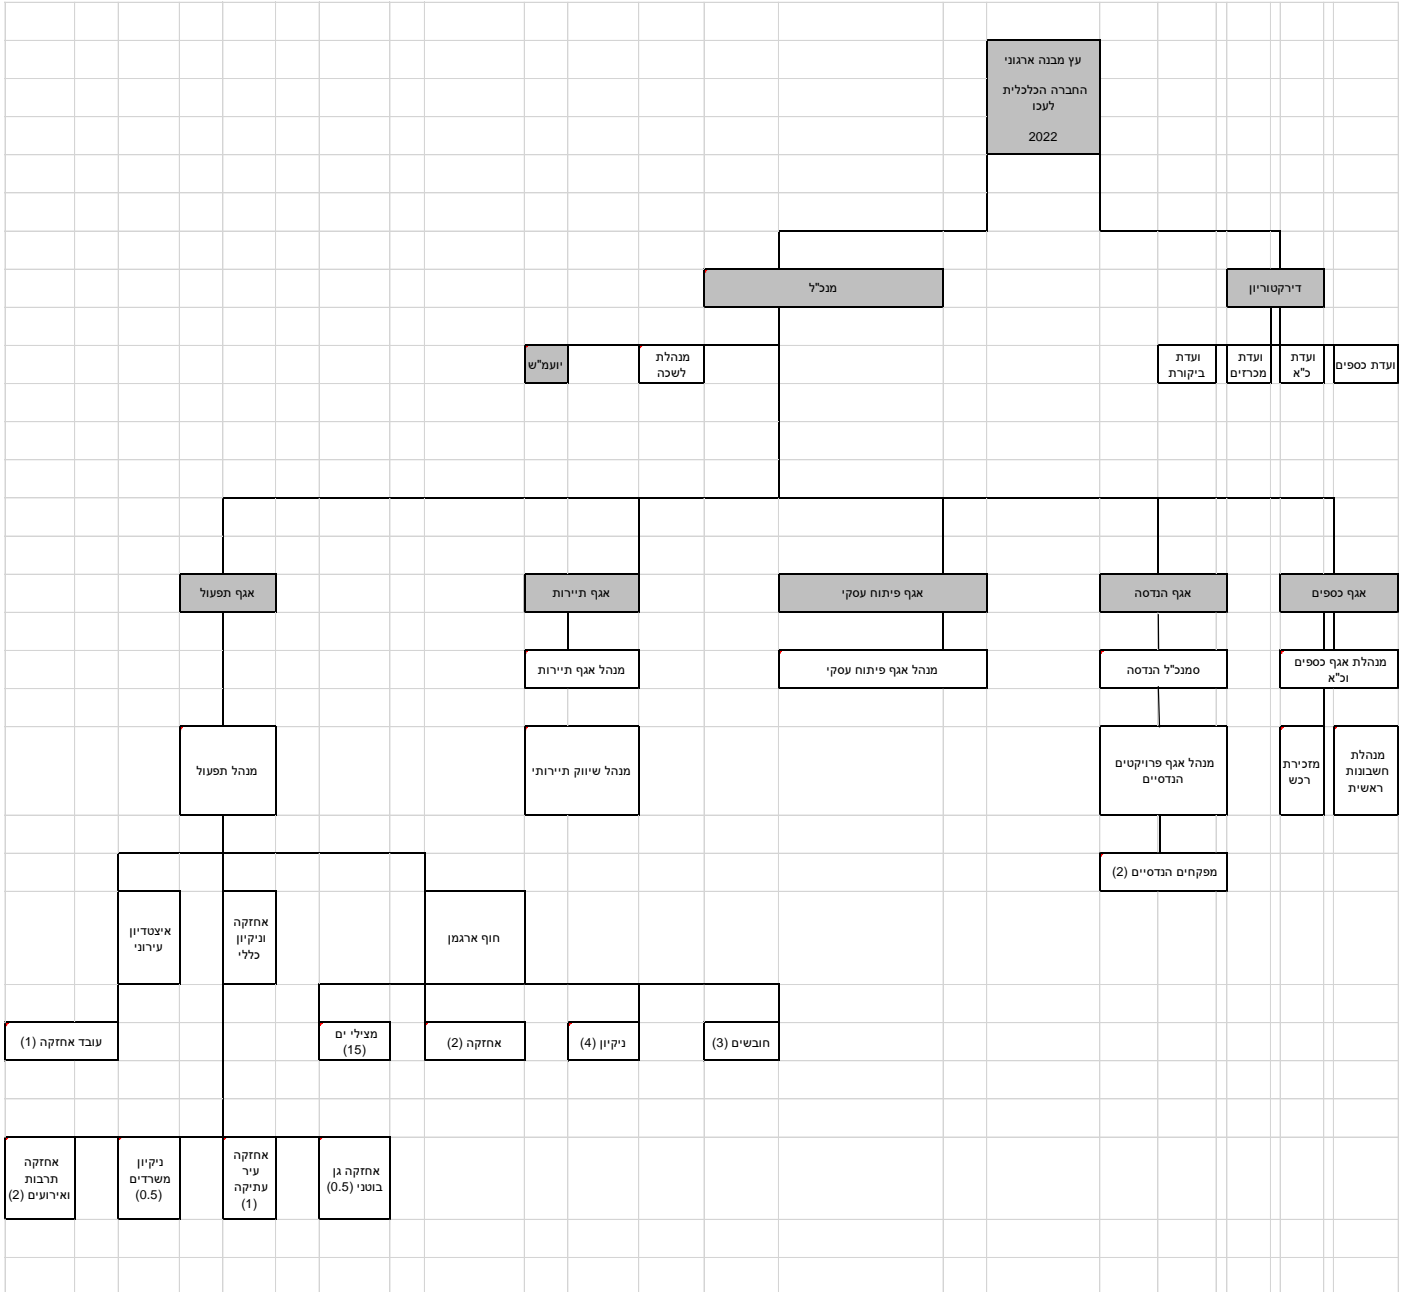 עץ מבנה ארגוני
החברה הכלכלית
לעכו
2022
דירקטוריון
מנכ"ל
ועדת כספים
ועדת
כ"א
ועדת
מכרזים
ועדת
ביקורת
מנהלת
לשכה
יועמ"ש
אגף כספים
אגף הנדסה
אגף פיתוח עסקי
אגף תיירות
אגף תפעול
מנהלת אגף כספים
וכ"א
סמנכ"ל הנדסה
מנהל אגף פיתוח עסקי
מנהל אגף תיירות
מנהלת
חשבונות
ראשית
מזכירת
רכש
מנהל אגף פרויקטים
הנדסיים
מנהל שיווק תיירותי
מנהל תפעול
מפקחים הנדסיים (2)
חוף ארגמן
אחזקה
וניקיון
כללי
איצטדיון
עירוני
חובשים (3)
ניקיון (4)
אחזקה (2)
מצילי ים
(15)
עובד אחזקה (1)
אחזקה גן
בוטני (0.5)
אחזקה
עיר
עתיקה
(1)
ניקיון
משרדים
(0.5)
אחזקה
תרבות
ואירועים (2)